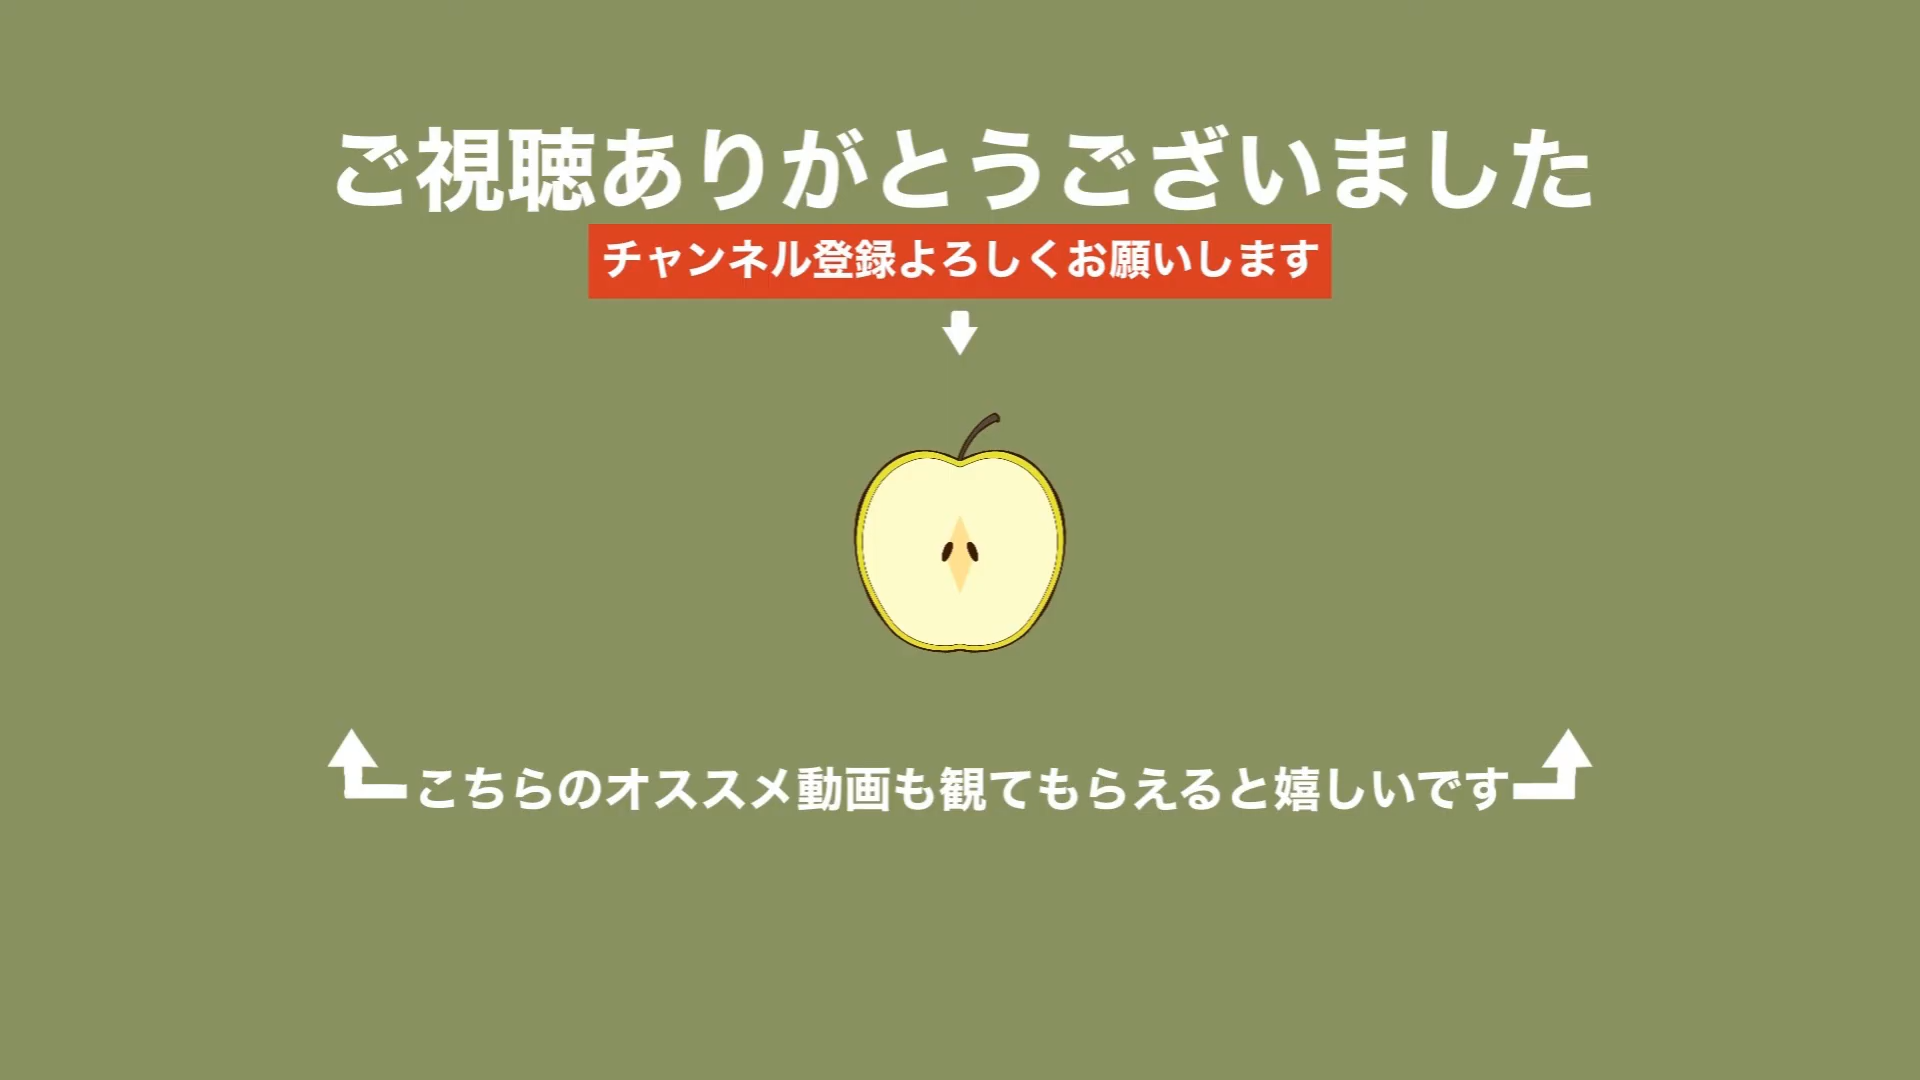 ご視聴ありがとうございました
チャンネル登録よろしくお願いします
こちらのオススメ動画も観てもらえると嬉しいです